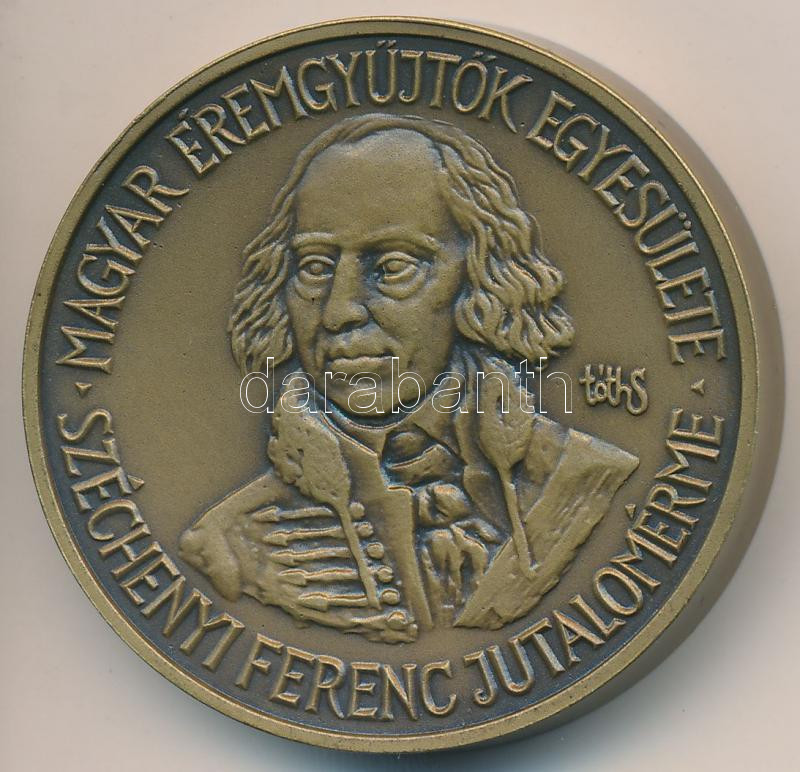 MAGYAR ÉREMGYŰJTŐK EGYESÜLETE
SZÉCHENYI FERENC JUTALOMÉRME
tóth S
darabanth